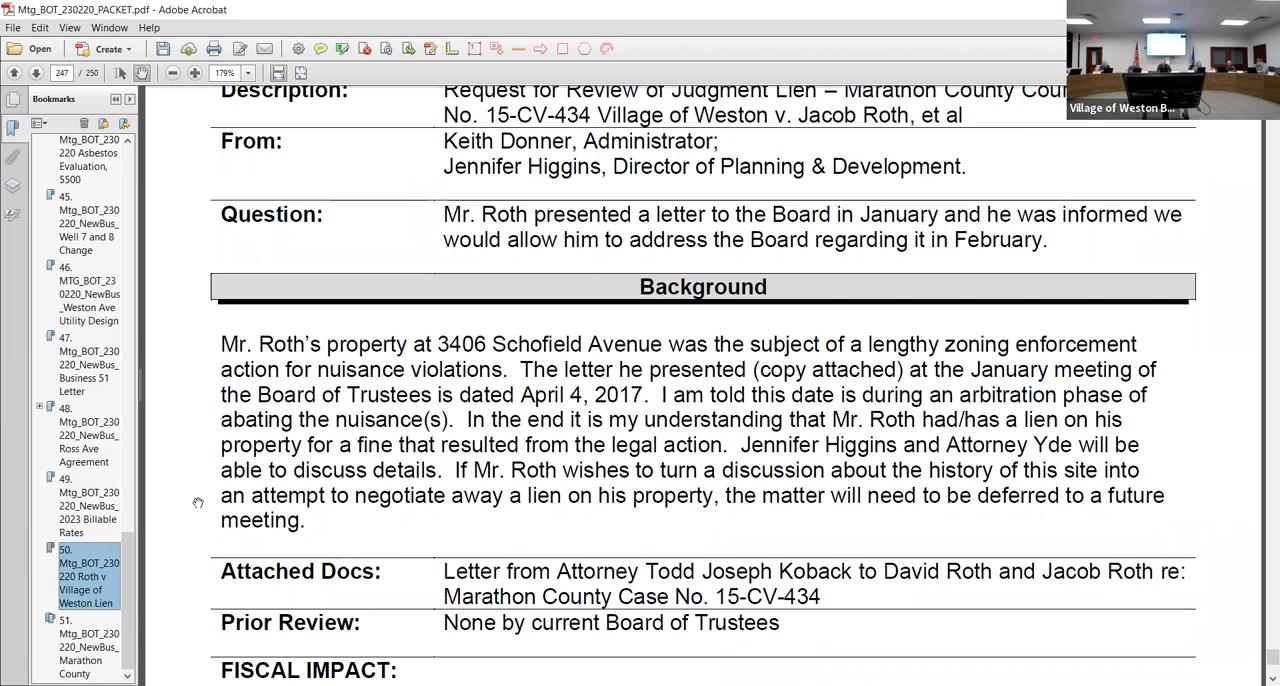 Mtg_BOT_230220_PACKET.pdf - Adobe Acrobat
File Edit View Window Help
Open Create
247 / 250 179%
Bookmarks
Mtg_BOT_230
220 Asbestos
Evaluation,
5500
45.
Mtg_BOT_230
220_NewBus_
Well 7 and 8
Change
46.
MTG_BOT_23
0220_NewBus
_Weston Ave
Utility Design
47.
Mtg_BOT_230
220_NewBus_
Business 51
Letter
48.
Mtg_BOT_230
220_NewBus_
Ross Ave
Agreement
49.
Mtg_BOT_230
220_NewBus_
2023 Billable
Rates
50.
Mtg_BOT_230
220 Roth v
Village of
Weston Lien
51.
Mtg_BOT_230
220_NewBus_
Marathon
County
Description: Request for Review of Judgment Lien – Marathon County Cou
No. 15-CV-434 Village of Weston v. Jacob Roth, et al
From: Keith Donner, Administrator;
Jennifer Higgins, Director of Planning & Development.
Question: Mr. Roth presented a letter to the Board in January and he was informed we
would allow him to address the Board regarding it in February.
Background
Mr. Roth's property at 3406 Schofield Avenue was the subject of a lengthy zoning enforcement
action for nuisance violations. The letter he presented (copy attached) at the January meeting of
the Board of Trustees is dated April 4, 2017. I am told this date is during an arbitration phase of
abating the nuisance(s). In the end it is my understanding that Mr. Roth had/has a lien on his
property for a fine that resulted from the legal action. Jennifer Higgins and Attorney Yde will be
able to discuss details. If Mr. Roth wishes to turn a discussion about the history of this site into
an attempt to negotiate away a lien on his property, the matter will need to be deferred to a future
meeting.
Attached Docs: Letter from Attorney Todd Joseph Koback to David Roth and Jacob Roth re:
Marathon County Case No. 15-CV-434
Prior Review: None by current Board of Trustees
FISCAL IMPACT:
Village of Weston B...